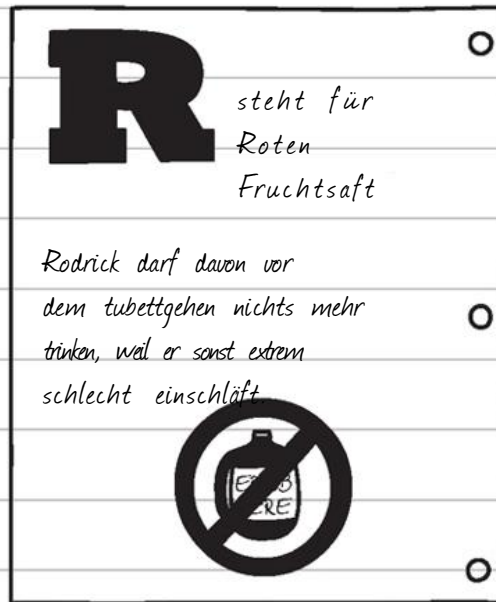 R
steht für
Roten
Fruchtsaft
Rodrick darf davon vor
dem tubettgehen nichts mehr
trinken, weil er sonst extrem
schlecht einschläft.